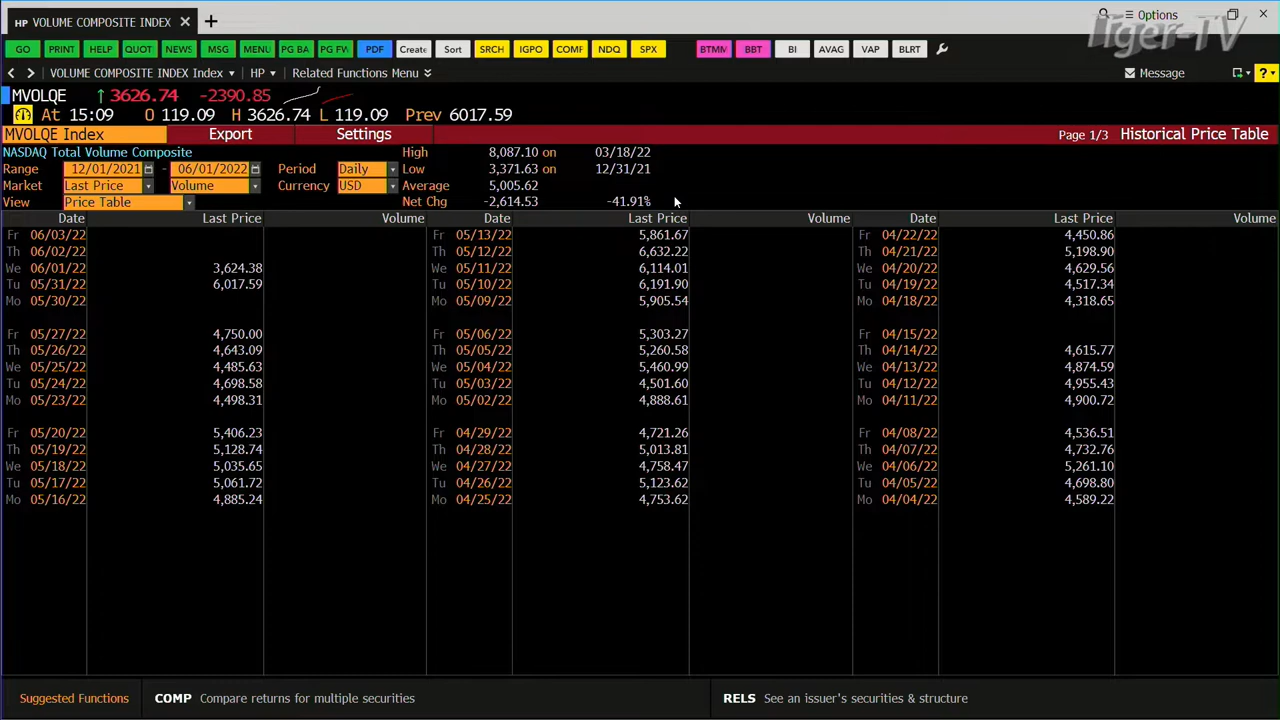 HP VOLUME COMPOSITE INDEX × +
Options
Tiger-TV
GO PRINT HELP QUOT NEWS MSG MENU PG BA PG FW PDF Create Sort SRCH IGPO COMF NDQ SPX BTMM BBT BI AVAG VAP BLRT
< > VOLUME COMPOSITE INDEX Index HP Related Functions Menu Message ?
MVOLQE ↑ 3626.74 -2390.85
At 15:09 O 119.09 H 3626.74 L 119.09 Prev 6017.59
MVOLQE Index Export Settings Page 1/3 Historical Price Table
NASDAQ Total Volume Composite High 8,087.10 on 03/18/22
Range 12/01/2021 - 06/01/2022 Period Daily Low 3,371.63 on 12/31/21
Market Last Price Volume Currency USD Average 5,005.62
View Price Table Net Chg -2,614.53 -41.91%
Date Last Price Volume Date Last Price Volume Date Last Price Volume
Fr 06/03/22 Fr 05/13/22 5,861.67 Fr 04/22/22 4,450.86
Th 06/02/22 Th 05/12/22 6,632.22 Th 04/21/22 5,198.90
We 06/01/22 3,624.38 We 05/11/22 6,114.01 We 04/20/22 4,629.56
Tu 05/31/22 6,017.59 Tu 05/10/22 6,191.90 Tu 04/19/22 4,517.34
Mo 05/30/22 Mo 05/09/22 5,905.54 Mo 04/18/22 4,318.65
Fr 05/27/22 4,750.00 Fr 05/06/22 5,303.27 Fr 04/15/22
Th 05/26/22 4,643.09 Th 05/05/22 5,260.58 Th 04/14/22 4,615.77
We 05/25/22 4,485.63 We 05/04/22 5,460.99 We 04/13/22 4,874.59
Tu 05/24/22 4,698.58 Tu 05/03/22 4,501.60 Tu 04/12/22 4,955.43
Mo 05/23/22 4,498.31 Mo 05/02/22 4,888.61 Mo 04/11/22 4,900.72
Fr 05/20/22 5,406.23 Fr 04/29/22 4,721.26 Fr 04/08/22 4,536.51
Th 05/19/22 5,128.74 Th 04/28/22 5,013.81 Th 04/07/22 4,732.76
We 05/18/22 5,035.65 We 04/27/22 4,758.47 We 04/06/22 5,261.10
Tu 05/17/22 5,061.72 Tu 04/26/22 5,123.62 Tu 04/05/22 4,698.80
Mo 05/16/22 4,885.24 Mo 04/25/22 4,753.62 Mo 04/04/22 4,589.22
Suggested Functions COMP Compare returns for multiple securities RELS See an issuer's securities & structure